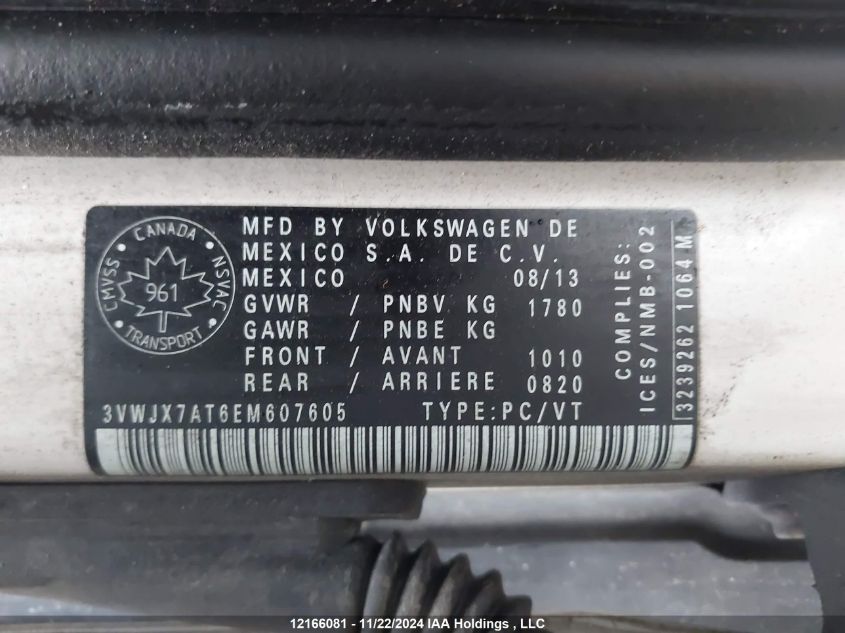 CANADA
CMVSS
NSVAC
961
TRANSPORT
MFD BY VOLKSWAGEN DE
MEXICO S.A. DE C.V.
MEXICO 08/13
GVWR / PNBV KG 1780
GAWR / PNBE KG
FRONT / AVANT 1010
REAR / ARRIERE 0820
3VWJX7AT6EM607605 TYPE:PC/VT
COMPLIES:
ICES/NMB-002
3239262 1064 M
12166081 - 11/22/2024 IAA Holdings , LLC